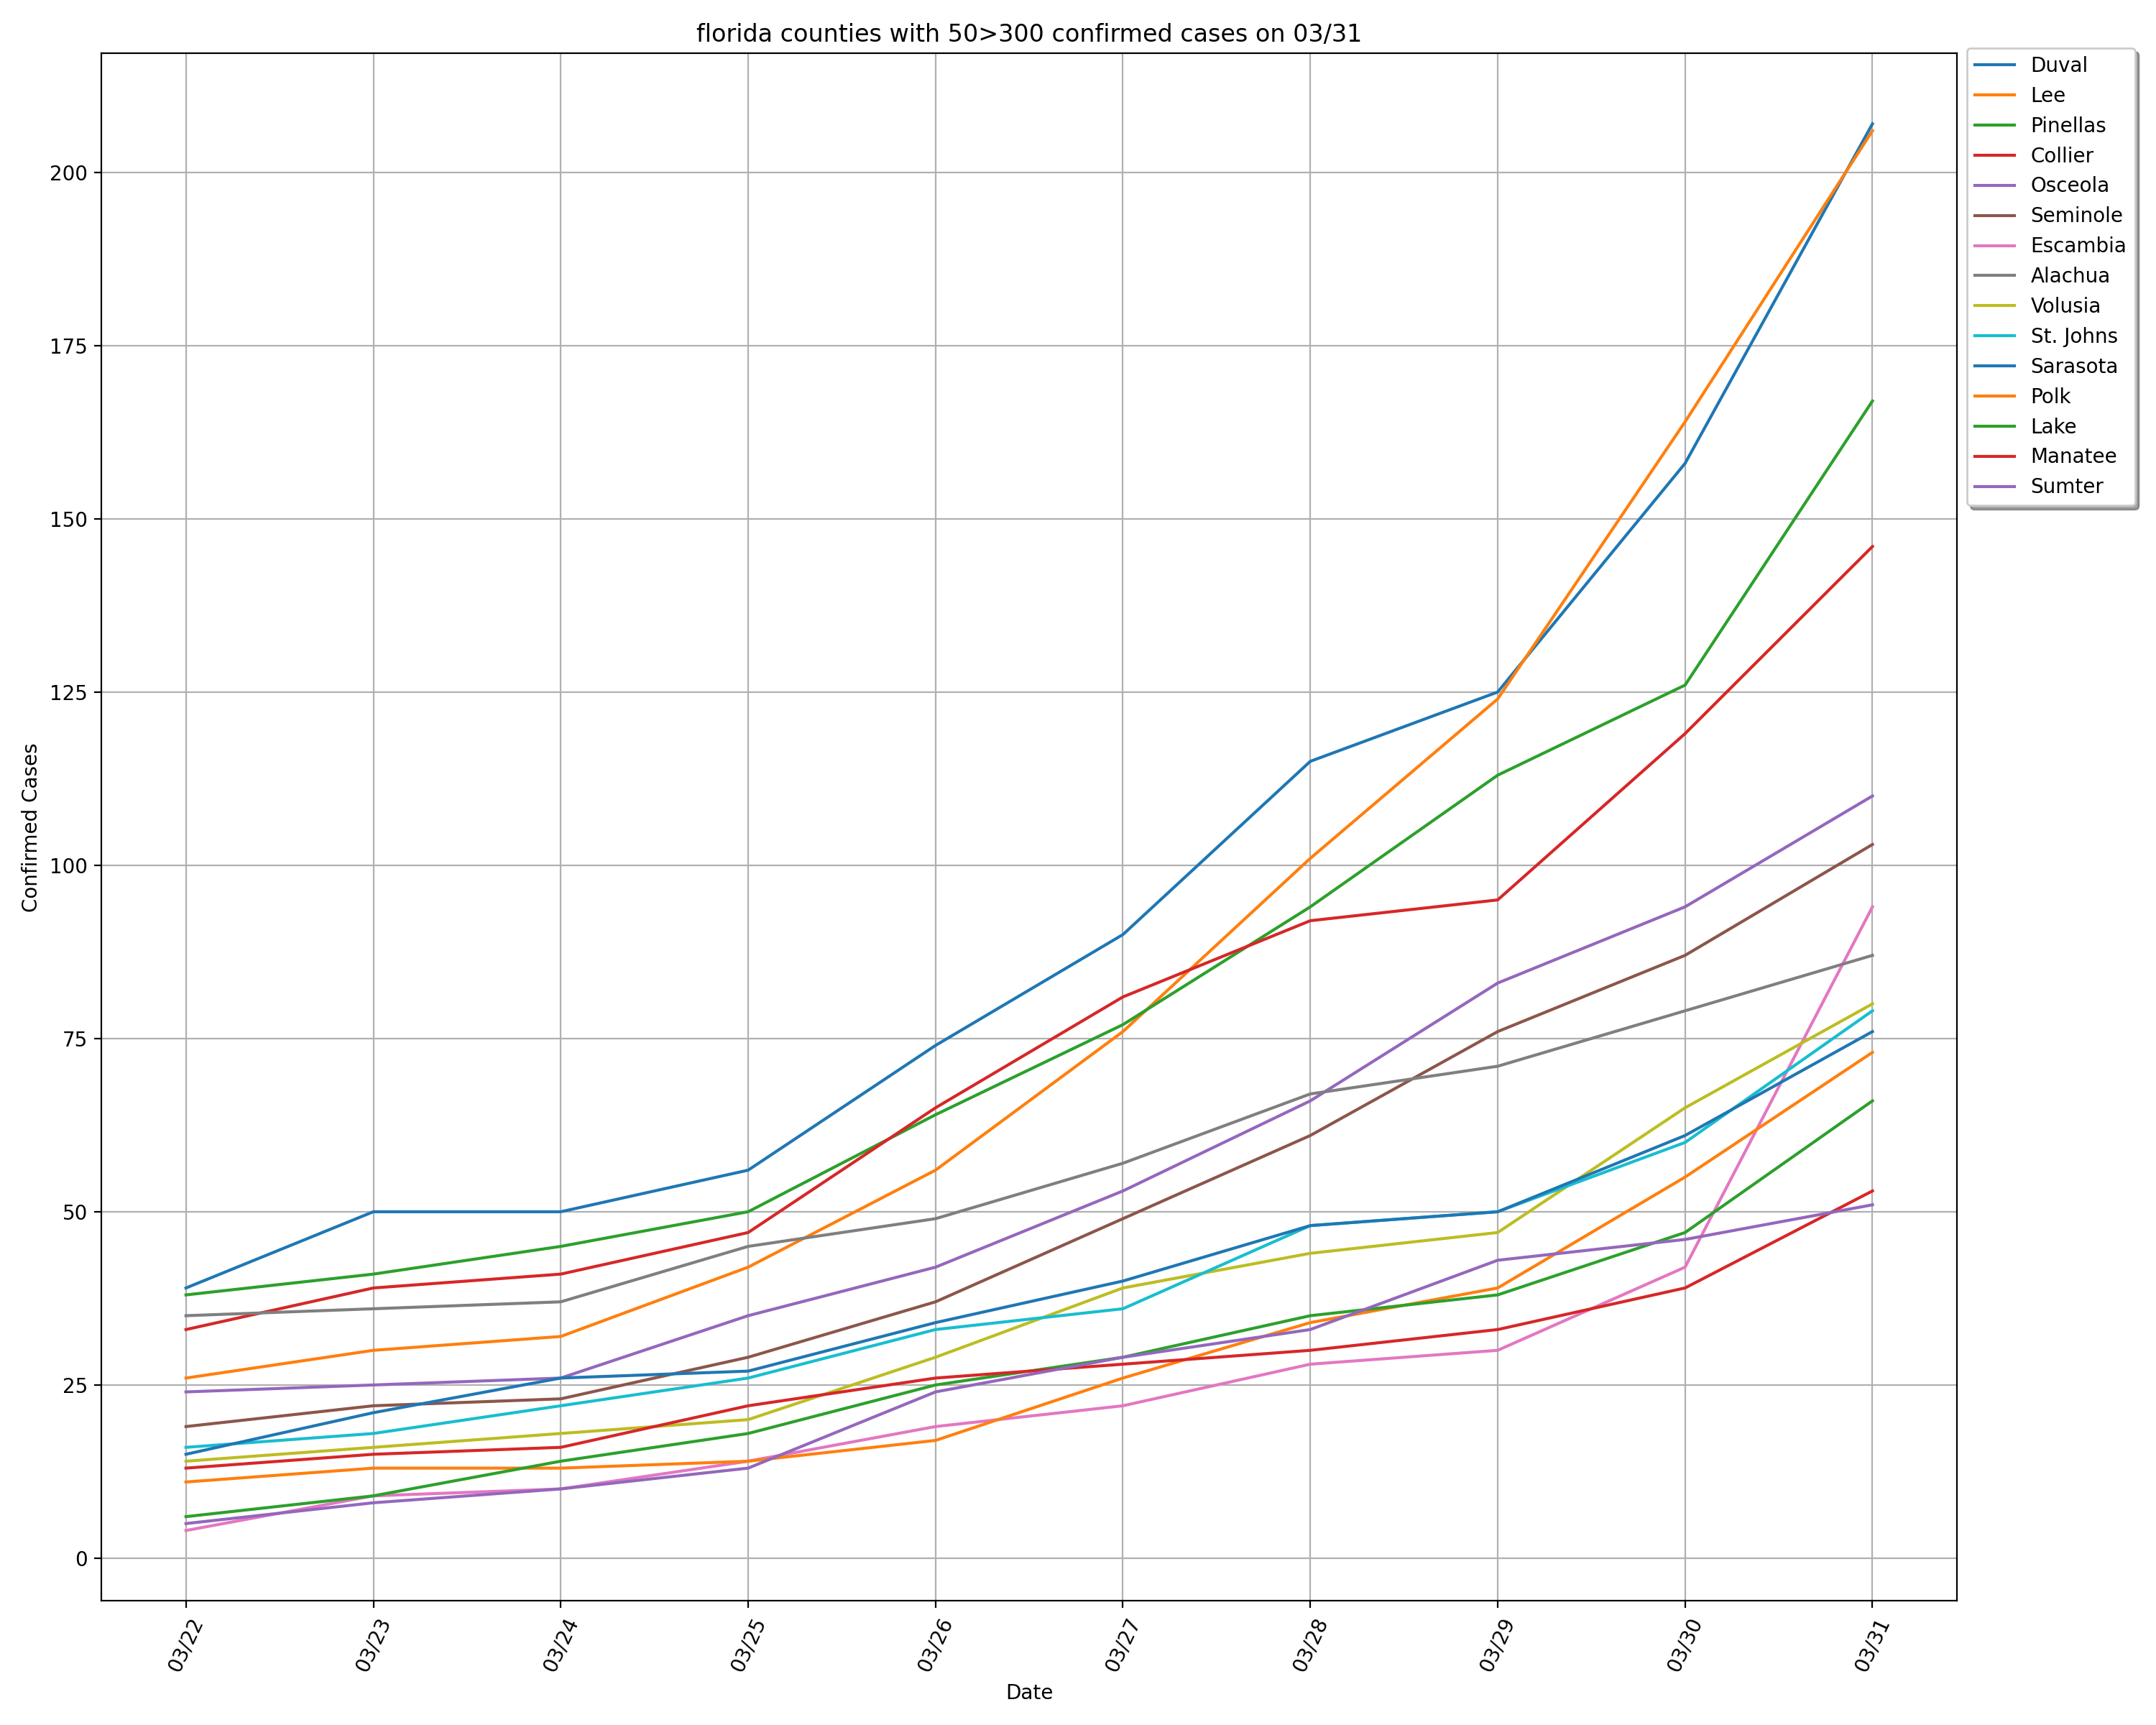 florida counties with 50>300 confirmed cases on 03/31
Duval
Lee
Pinellas
Collier
Osceola
Seminole
Escambia
Alachua
Volusia
St. Johns
Sarasota
Polk
Lake
Manatee
Sumter
200
175
150
125
100
75
50
25
0
Confirmed Cases
03/22
03/23
03/24
03/25
03/26
03/27
03/28
03/29
03/30
03/31
Date